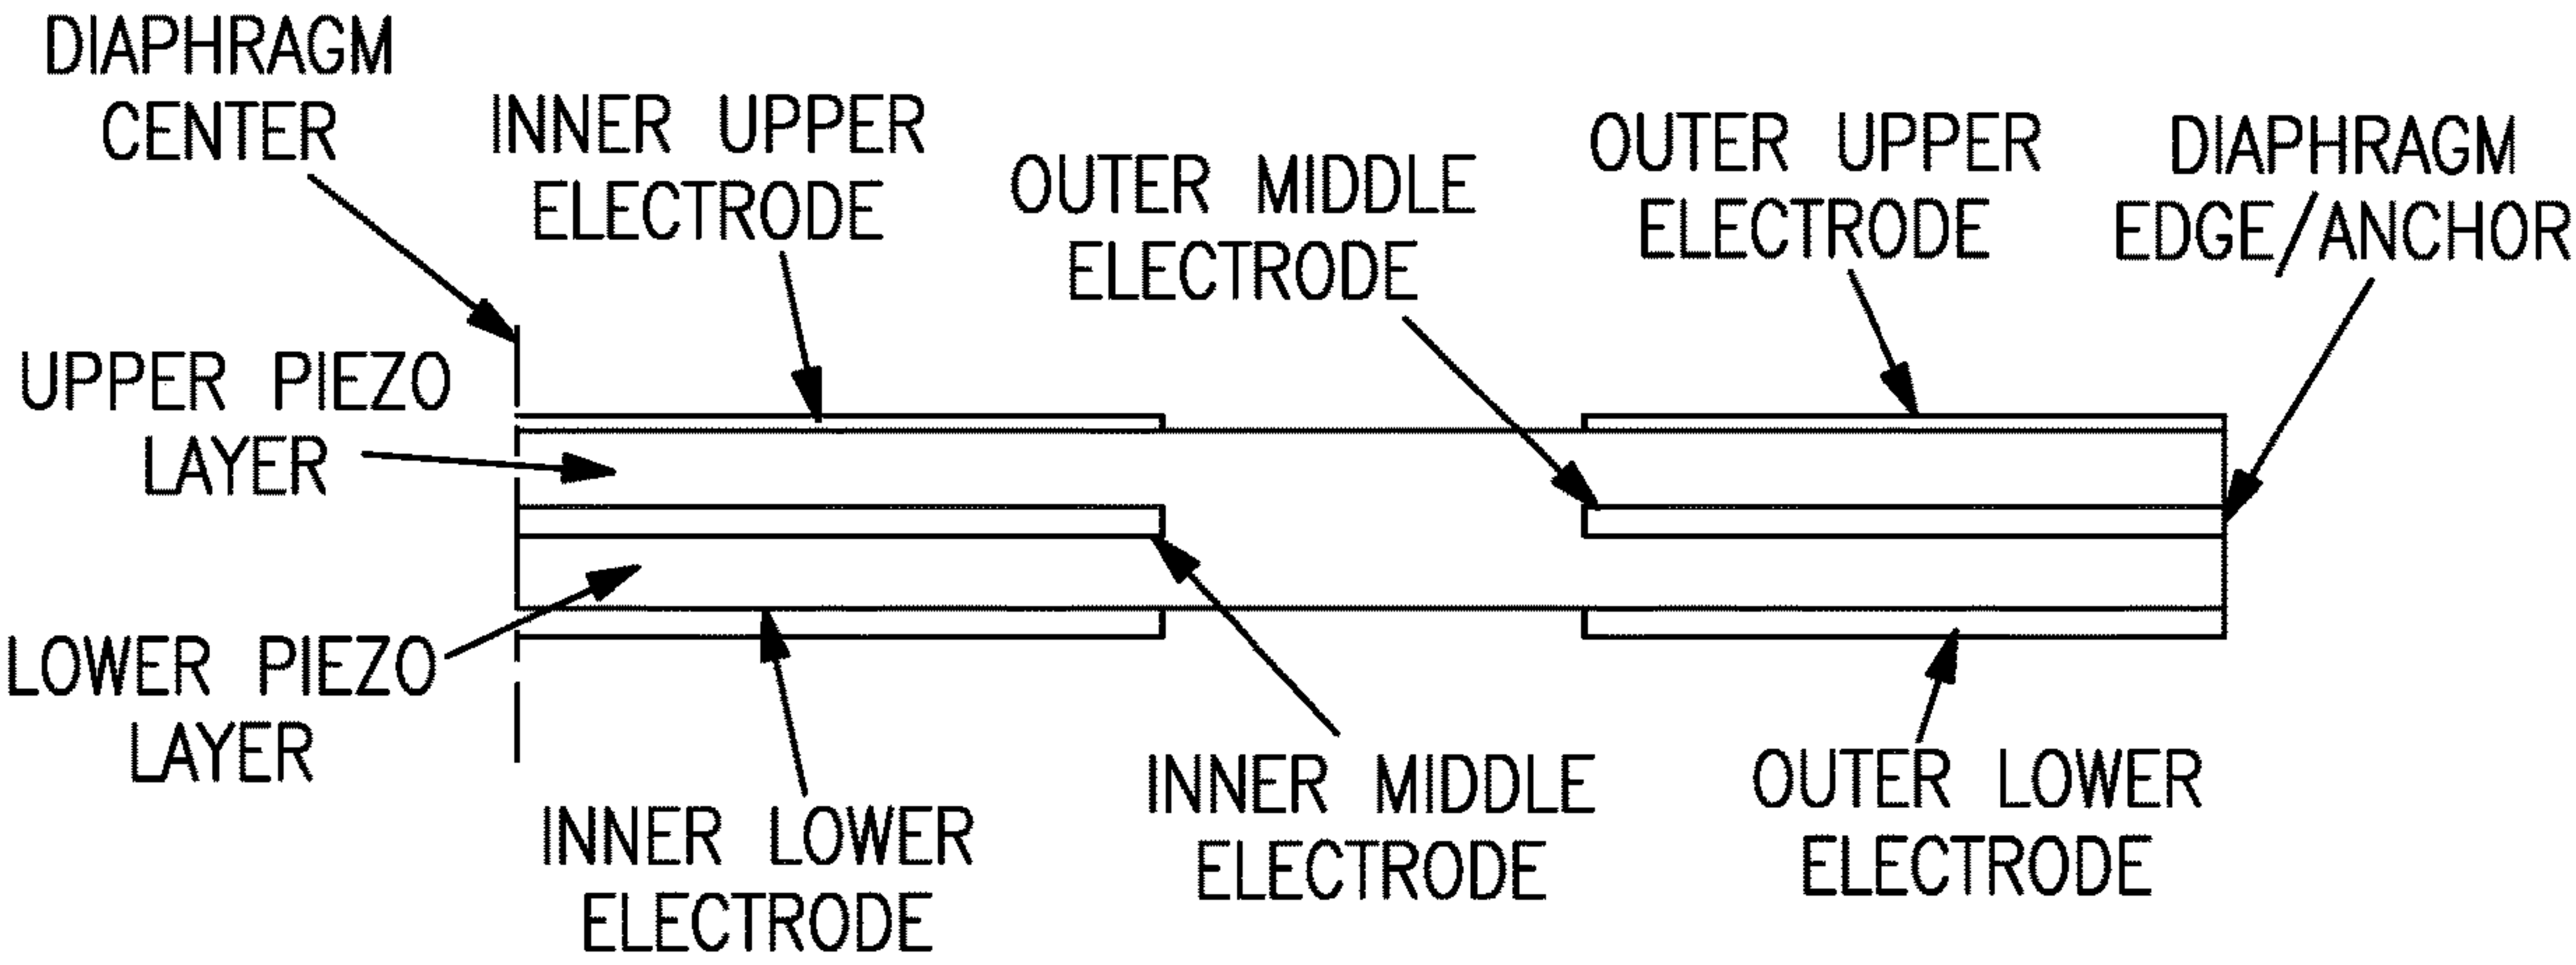 DIAPHRAGM
CENTER
INNER UPPER
ELECTRODE
OUTER MIDDLE
ELECTRODE
OUTER UPPER
ELECTRODE
DIAPHRAGM
EDGE/ANCHOR
UPPER PIEZO
LAYER
LOWER PIEZO
LAYER
INNER LOWER
ELECTRODE
INNER MIDDLE
ELECTRODE
OUTER LOWER
ELECTRODE